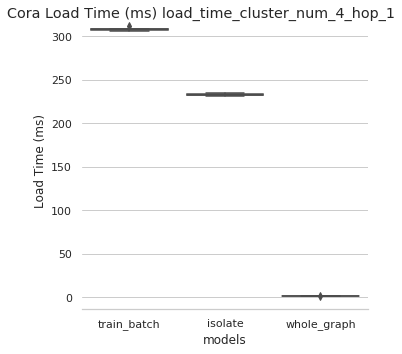 Cora Load Time (ms) load_time_cluster_num_4_hop_1
300
250
200
150
100
50
0
Load Time (ms)
train_batch isolate whole_graph
models